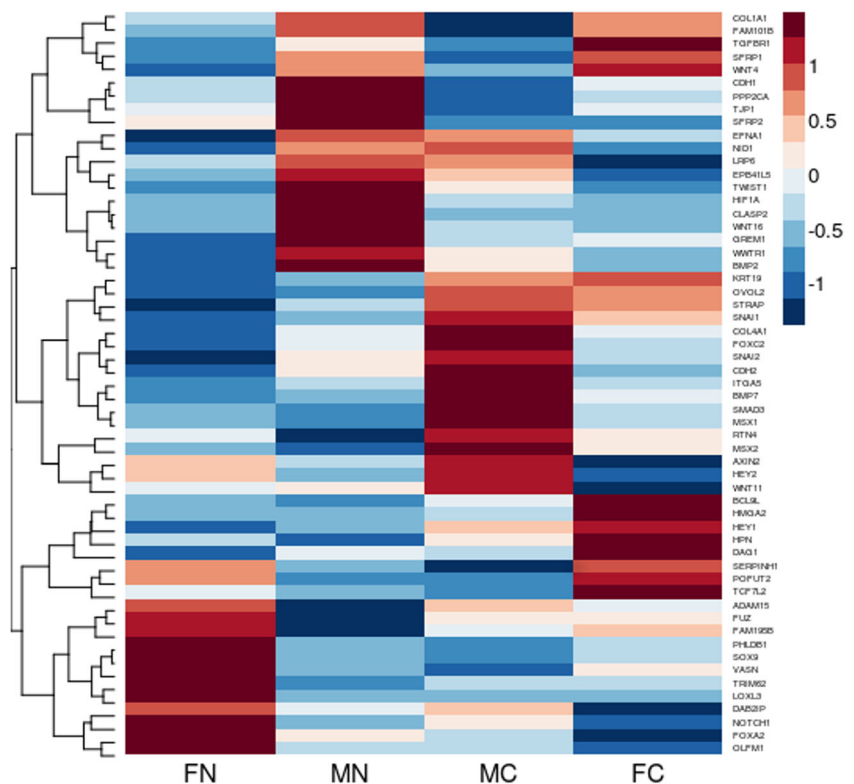 COL1A1
FAM101B
TGFBR1
SFRP1
WNT4
CDH1
PPP2CA
TJP1
SFRP2
EFNA1
NID1
LRP6
EPB41L5
TWIST1
HIF1A
CLASP2
WNT16
GREM1
WWTR1
BMP2
KRT19
OVOL2
STRAP
SNAI1
COL4A1
FOXC2
SNAI2
CDH2
ITGA5
BMP7
SMAD3
MSX1
RTN4
MSX2
AXIN2
HEY2
WNT11
BCL9L
HMGA2
HEY1
HPN
DAG1
SERPINH1
POFUT2
TCF7L2
ADAM15
FUZ
FAM195B
PHLDB1
SOX9
VASN
TRIM62
LOXL3
DAB2IP
NOTCH1
FOXA2
OLFM1
1
0.5
0
-0.5
-1
FN MN MC FC